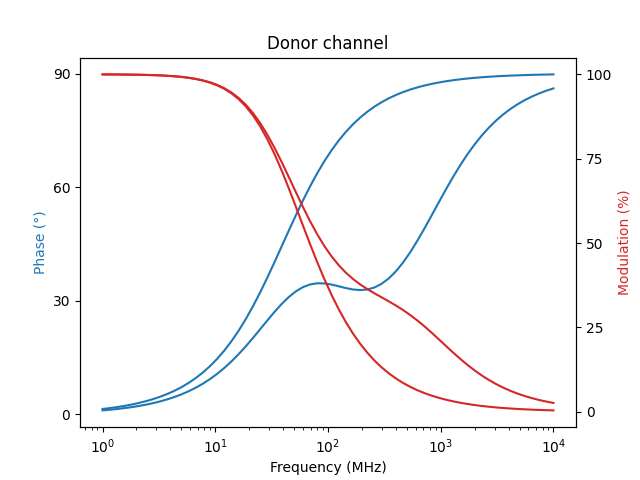 Donor channel
90
60
30
0
Phase (°)
100
75
50
25
0
Modulation (%)
10⁰ 10¹ 10² 10³ 10⁴
Frequency (MHz)